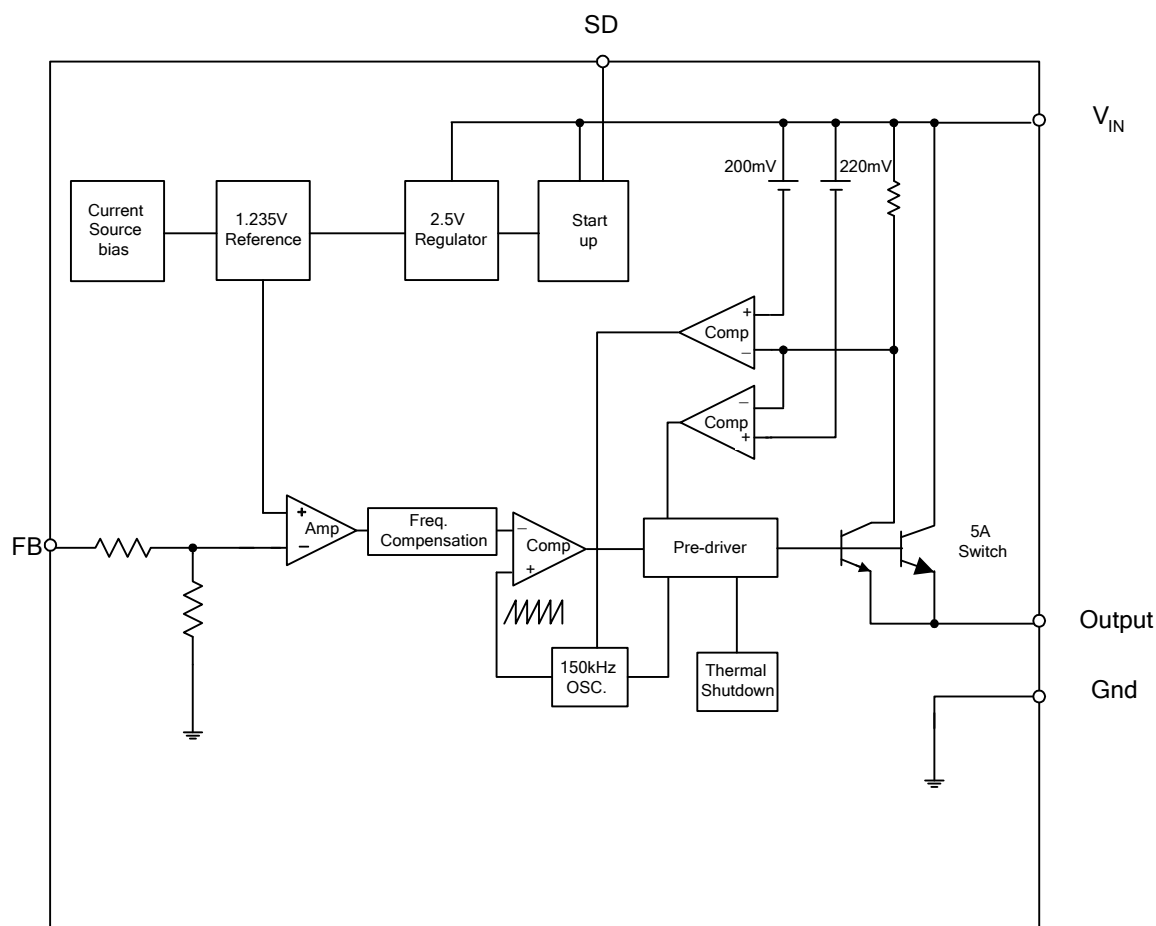 SD
V_IN
200mV
220mV
Current
Source
bias
1.235V
Reference
2.5V
Regulator
Start
up
+
Comp
−
−
Comp
+
FB
+
Amp
−
Freq.
Compensation
−
Comp
+
Pre-driver
5A
Switch
150kHz
OSC.
Thermal
Shutdown
Output
Gnd